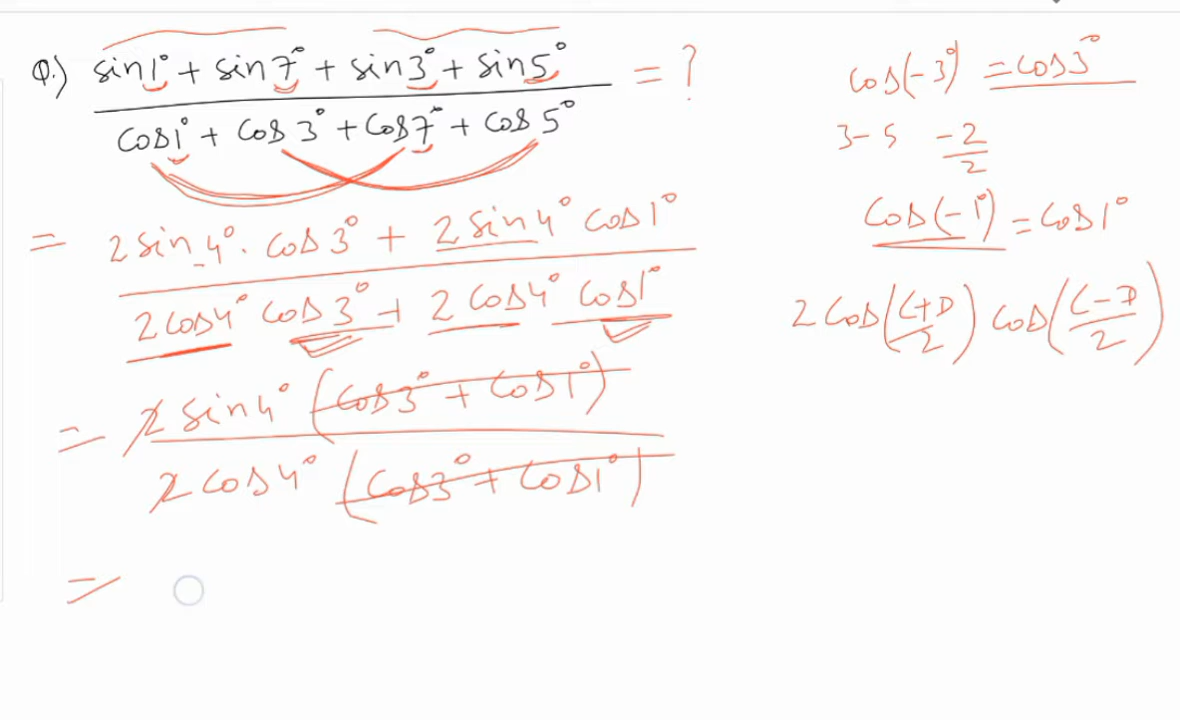 Q.) sin1° + sin7° + sin3° + sin5° = ?
cos1° + cos3° + cos7° + cos5°
= 2sin4°. cos3° + 2sin4° cos1°
2cos4° cos3° + 2cos4° cos1°
= 2sin4° (cos3° + cos1°)
2cos4° (cos3° + cos1°)
=
cos(-3°) = cos3°
3-5 -2
2
cos(-1°) = cos1°
2cos(C+D/2) cos(C-D/2)